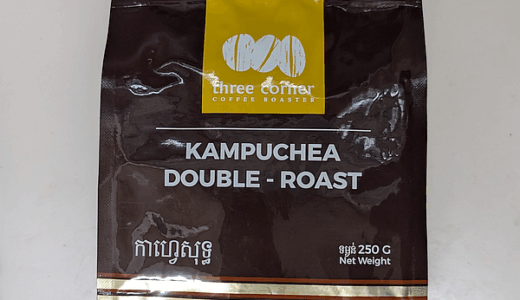 three corner
COFFEE ROASTER
KAMPUCHEA
DOUBLE - ROAST
កាហ្វេសុទ្ធ
ទម្ងន់ 250 G
Net Weight